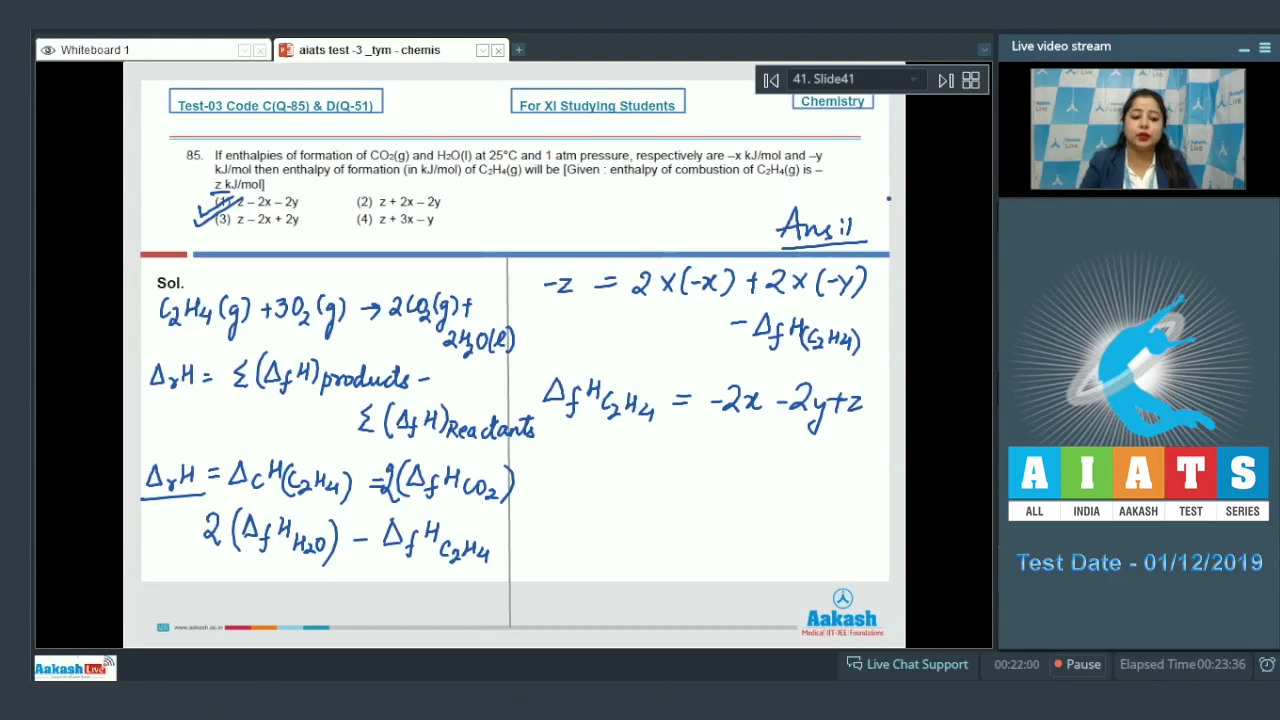 Whiteboard 1
aiats test -3 _tym - chemis
Live video stream
41. Slide41
Test-03 Code C(Q-85) & D(Q-51)
For XI Studying Students
Chemistry
85. If enthalpies of formation of CO₂(g) and H₂O(l) at 25°C and 1 atm pressure, respectively are –x kJ/mol and –y
kJ/mol then enthalpy of formation (in kJ/mol) of C₂H₄(g) will be [Given : enthalpy of combustion of C₂H₄(g) is –
z kJ/mol]
(1) z – 2x – 2y (2) z + 2x – 2y
(3) z – 2x + 2y (4) z + 3x – y
Ans: 1
Sol.
C₂H₄(g) + 3O₂(g) → 2CO₂(g) +
2H₂O(l)
ΔrH = Σ(ΔfH) products –
Σ(ΔfH) Reactants
ΔrH = ΔcH(C₂H₄) = 2(ΔfH CO₂)
2(ΔfH H₂O) – ΔfH C₂H₄
-z = 2×(-x) + 2×(-y)
– ΔfH(C₂H₄)
ΔfH C₂H₄ = -2x - 2y + z
www.aakash.ac.in
Aakash
Medical | IIT-JEE | Foundations
A I A T S
ALL INDIA AAKASH TEST SERIES
Test Date - 01/12/2019
Aakash Live
Live Chat Support
00:22:00
Pause
Elapsed Time 00:23:36